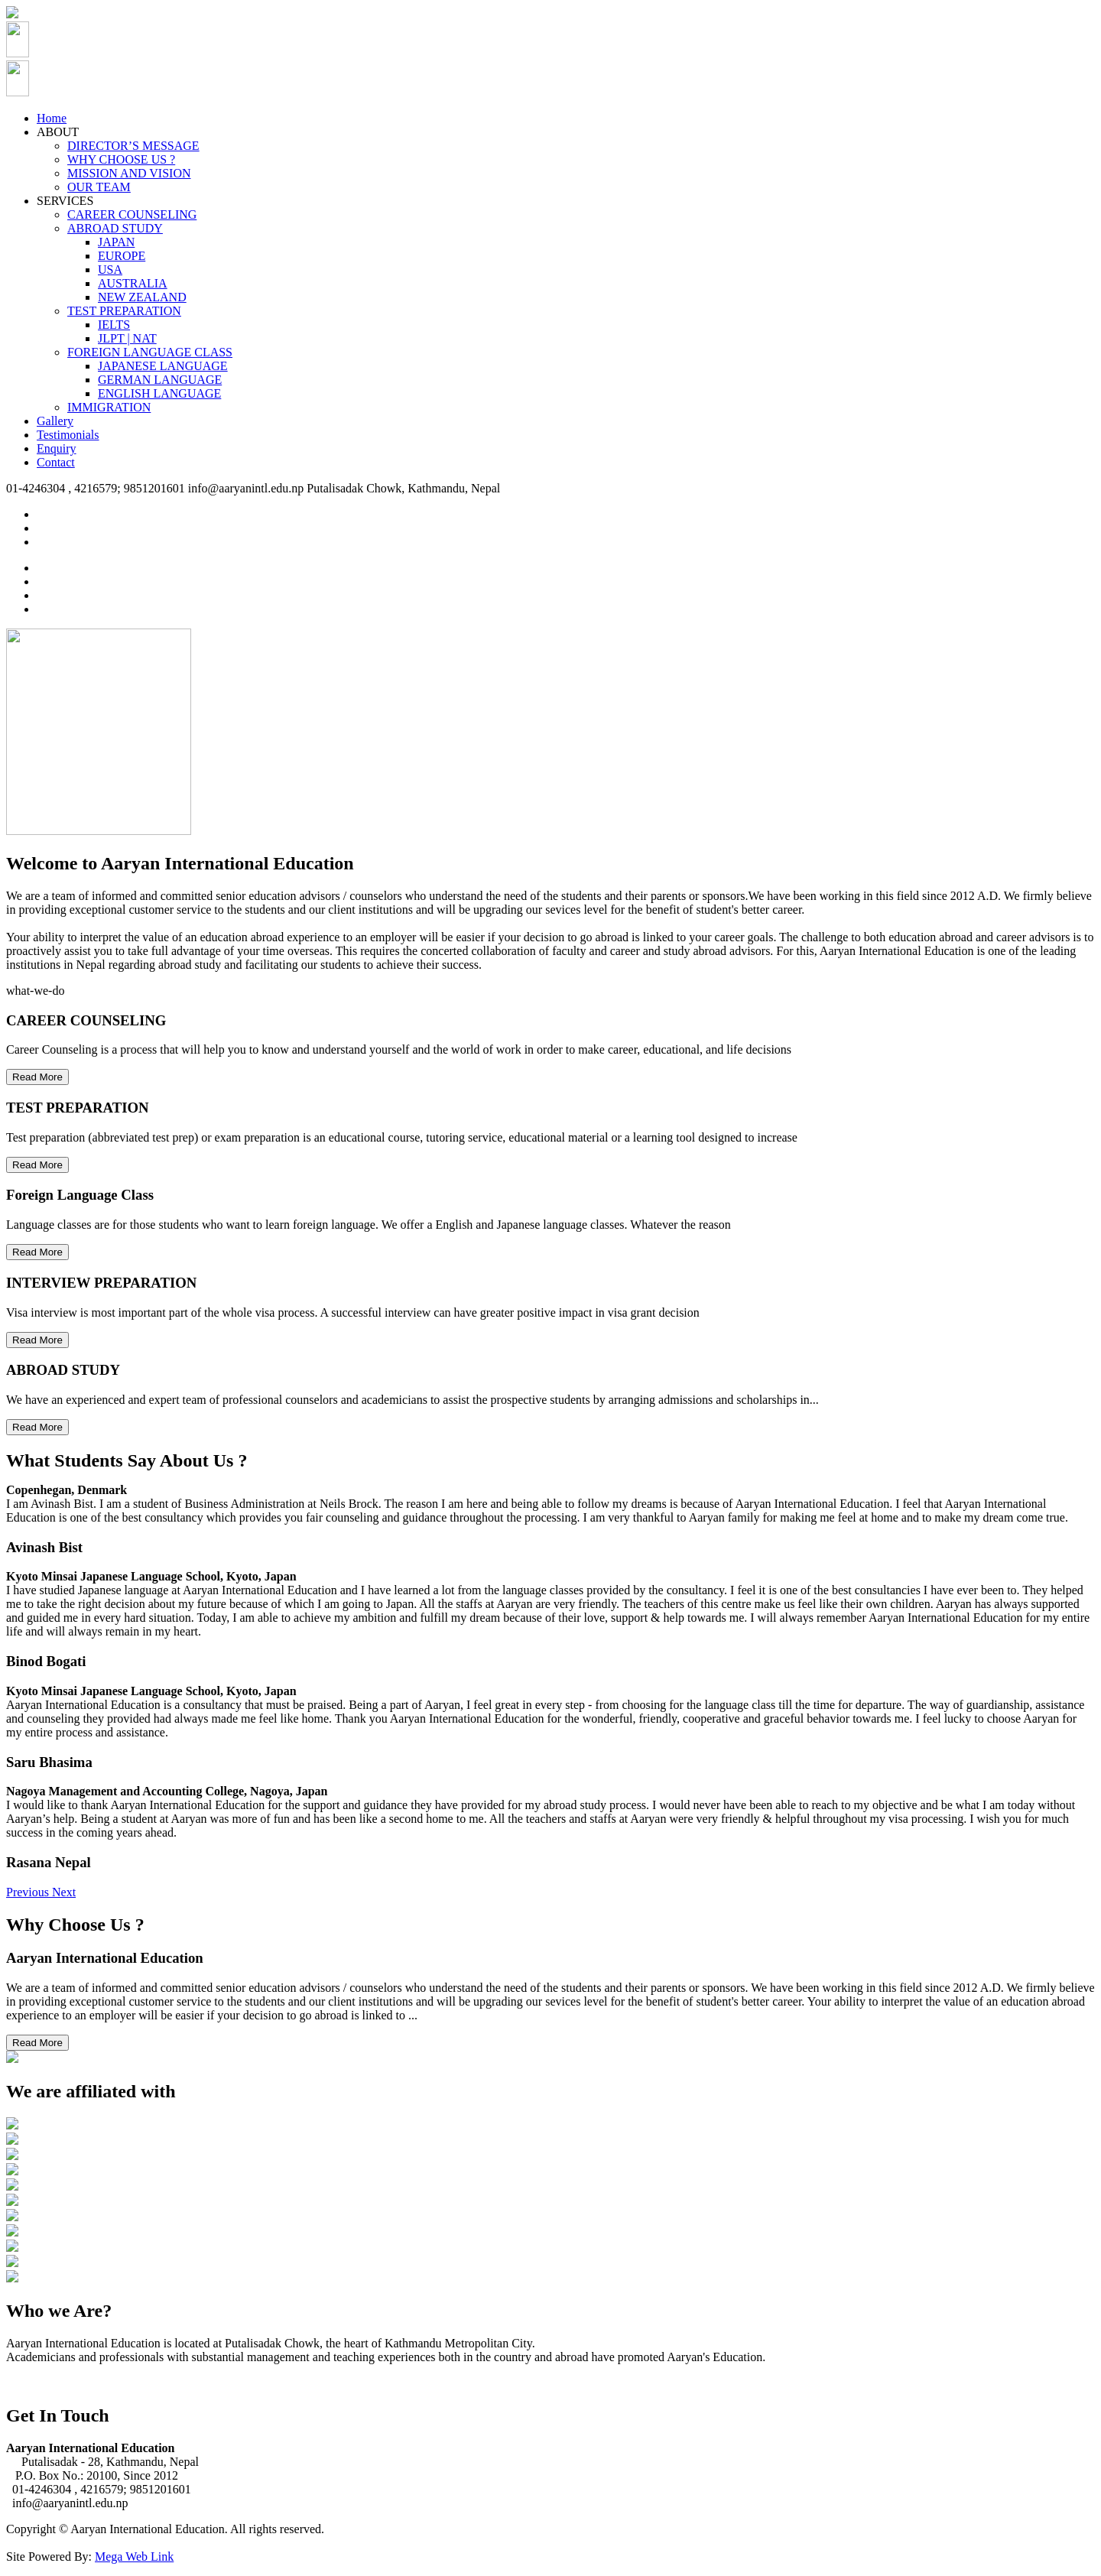 Home
ABOUT
DIRECTOR’S MESSAGE
WHY CHOOSE US ?
MISSION AND VISION
OUR TEAM
SERVICES
CAREER COUNSELING
ABROAD STUDY
JAPAN
EUROPE
USA
AUSTRALIA
NEW ZEALAND
TEST PREPARATION
IELTS
JLPT | NAT
FOREIGN LANGUAGE CLASS
JAPANESE LANGUAGE
GERMAN LANGUAGE
ENGLISH LANGUAGE
IMMIGRATION
Gallery
Testimonials
Enquiry
Contact
01-4246304 , 4216579; 9851201601 info@aaryanintl.edu.np Putalisadak Chowk, Kathmandu, Nepal
Welcome to Aaryan International Education
We are a team of informed and committed senior education advisors / counselors who understand the need of the students and their parents or sponsors.We have been working in this field since 2012 A.D. We firmly believe
in providing exceptional customer service to the students and our client institutions and will be upgrading our sevices level for the benefit of student's better career.
Your ability to interpret the value of an education abroad experience to an employer will be easier if your decision to go abroad is linked to your career goals. The challenge to both education abroad and career advisors is to
proactively assist you to take full advantage of your time overseas. This requires the concerted collaboration of faculty and career and study abroad advisors. For this, Aaryan International Education is one of the leading
institutions in Nepal regarding abroad study and facilitating our students to achieve their success.
what-we-do
CAREER COUNSELING
Career Counseling is a process that will help you to know and understand yourself and the world of work in order to make career, educational, and life decisions
Read More
TEST PREPARATION
Test preparation (abbreviated test prep) or exam preparation is an educational course, tutoring service, educational material or a learning tool designed to increase
Read More
Foreign Language Class
Language classes are for those students who want to learn foreign language. We offer a English and Japanese language classes. Whatever the reason
Read More
INTERVIEW PREPARATION
Visa interview is most important part of the whole visa process. A successful interview can have greater positive impact in visa grant decision
Read More
ABROAD STUDY
We have an experienced and expert team of professional counselors and academicians to assist the prospective students by arranging admissions and scholarships in...
Read More
What Students Say About Us ?
Copenhegan, Denmark
I am Avinash Bist. I am a student of Business Administration at Neils Brock. The reason I am here and being able to follow my dreams is because of Aaryan International Education. I feel that Aaryan International
Education is one of the best consultancy which provides you fair counseling and guidance throughout the processing. I am very thankful to Aaryan family for making me feel at home and to make my dream come true.
Avinash Bist
Kyoto Minsai Japanese Language School, Kyoto, Japan
I have studied Japanese language at Aaryan International Education and I have learned a lot from the language classes provided by the consultancy. I feel it is one of the best consultancies I have ever been to. They helped
me to take the right decision about my future because of which I am going to Japan. All the staffs at Aaryan are very friendly. The teachers of this centre make us feel like their own children. Aaryan has always supported
and guided me in every hard situation. Today, I am able to achieve my ambition and fulfill my dream because of their love, support & help towards me. I will always remember Aaryan International Education for my entire
life and will always remain in my heart.
Binod Bogati
Kyoto Minsai Japanese Language School, Kyoto, Japan
Aaryan International Education is a consultancy that must be praised. Being a part of Aaryan, I feel great in every step - from choosing for the language class till the time for departure. The way of guardianship, assistance
and counseling they provided had always made me feel like home. Thank you Aaryan International Education for the wonderful, friendly, cooperative and graceful behavior towards me. I feel lucky to choose Aaryan for
my entire process and assistance.
Saru Bhasima
Nagoya Management and Accounting College, Nagoya, Japan
I would like to thank Aaryan International Education for the support and guidance they have provided for my abroad study process. I would never have been able to reach to my objective and be what I am today without
Aaryan’s help. Being a student at Aaryan was more of fun and has been like a second home to me. All the teachers and staffs at Aaryan were very friendly & helpful throughout my visa processing. I wish you for much
success in the coming years ahead.
Rasana Nepal
Previous Next
Why Choose Us ?
Aaryan International Education
We are a team of informed and committed senior education advisors / counselors who understand the need of the students and their parents or sponsors. We have been working in this field since 2012 A.D. We firmly believe
in providing exceptional customer service to the students and our client institutions and will be upgrading our sevices level for the benefit of student's better career. Your ability to interpret the value of an education abroad
experience to an employer will be easier if your decision to go abroad is linked to ...
Read More
We are affiliated with
Who we Are?
Aaryan International Education is located at Putalisadak Chowk, the heart of Kathmandu Metropolitan City.
Academicians and professionals with substantial management and teaching experiences both in the country and abroad have promoted Aaryan's Education.
Get In Touch
Aaryan International Education
Putalisadak - 28, Kathmandu, Nepal
P.O. Box No.: 20100, Since 2012
01-4246304 , 4216579; 9851201601
info@aaryanintl.edu.np
Copyright © Aaryan International Education. All rights reserved.
Site Powered By: Mega Web Link